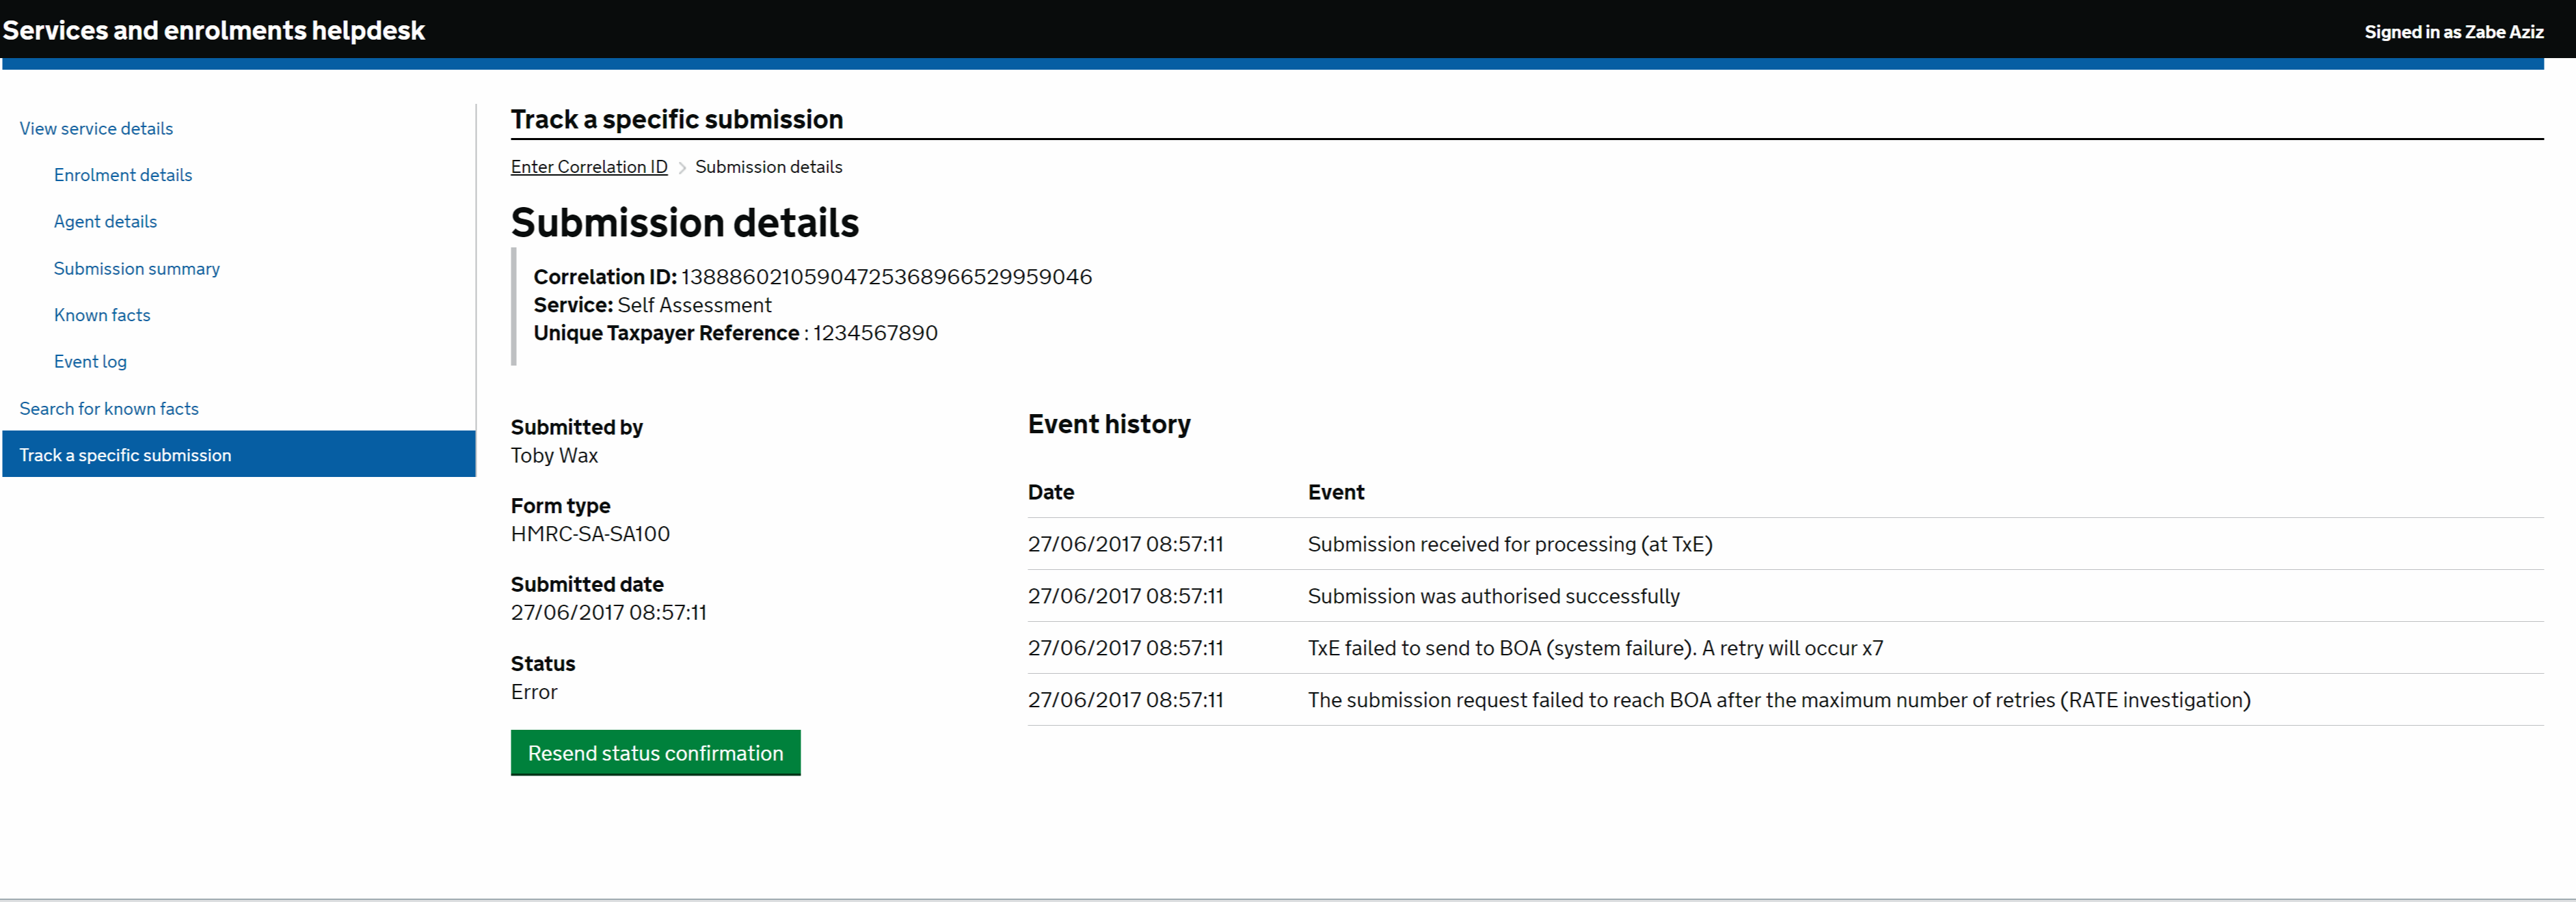 Services and enrolments helpdesk
Signed in as Zabe Aziz
View service details
Enrolment details
Agent details
Submission summary
Known facts
Event log
Search for known facts
Track a specific submission
Track a specific submission
Enter Correlation ID > Submission details
Submission details
Correlation ID: 13888602105904725368966529959046
Service: Self Assessment
Unique Taxpayer Reference : 1234567890
Submitted by
Toby Wax
Form type
HMRC-SA-SA100
Submitted date
27/06/2017 08:57:11
Status
Error
Resend status confirmation
Event history
Date Event
27/06/2017 08:57:11 Submission received for processing (at TxE)
27/06/2017 08:57:11 Submission was authorised successfully
27/06/2017 08:57:11 TxE failed to send to BOA (system failure). A retry will occur x7
27/06/2017 08:57:11 The submission request failed to reach BOA after the maximum number of retries (RATE investigation)